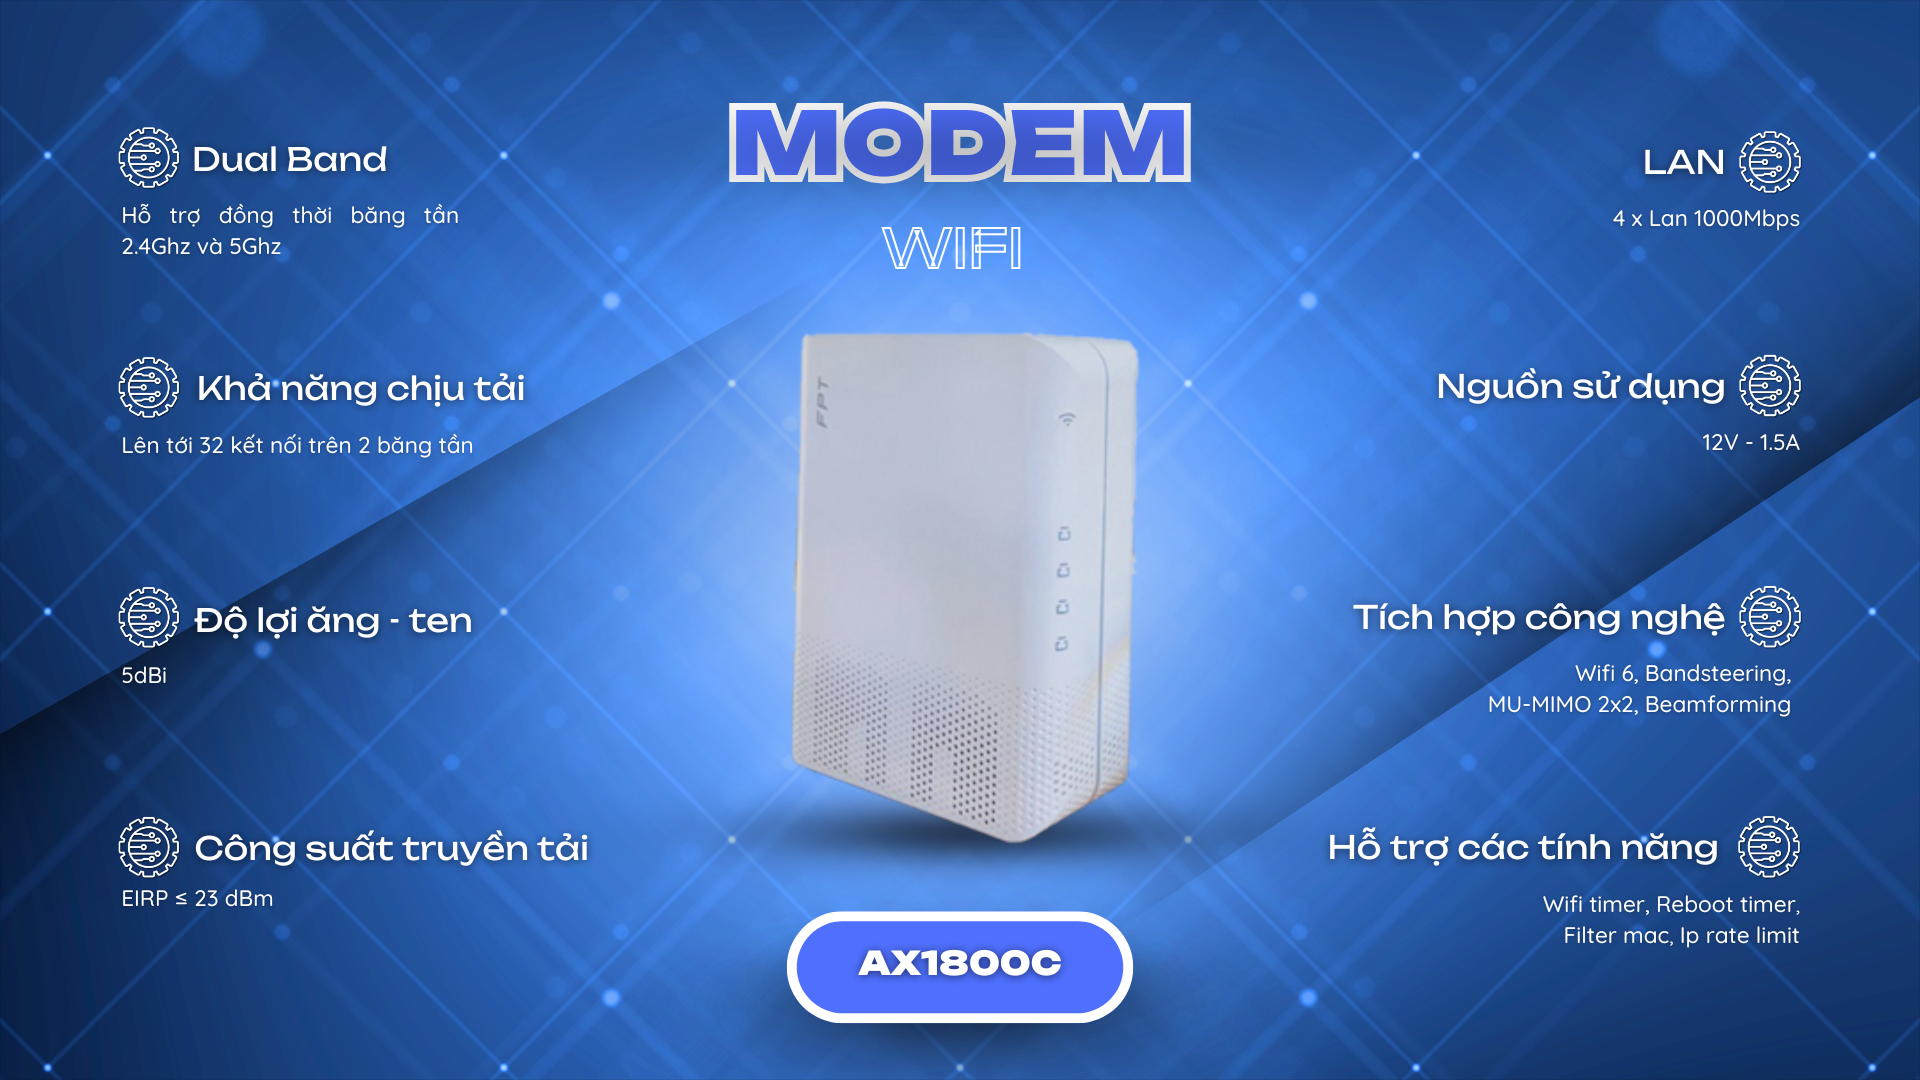 MODEM
WIFI
Dual Band
Hỗ trợ đồng thời băng tần
2.4Ghz và 5Ghz
Khả năng chịu tải
Lên tới 32 kết nối trên 2 băng tần
Độ lợi ăng - ten
5dBi
Công suất truyền tải
EIRP ≤ 23 dBm
FPT
AX1800C
LAN
4 x Lan 1000Mbps
Nguồn sử dụng
12V - 1.5A
Tích hợp công nghệ
Wifi 6, Bandsteering,
MU-MIMO 2x2, Beamforming
Hỗ trợ các tính năng
Wifi timer, Reboot timer,
Filter mac, Ip rate limit